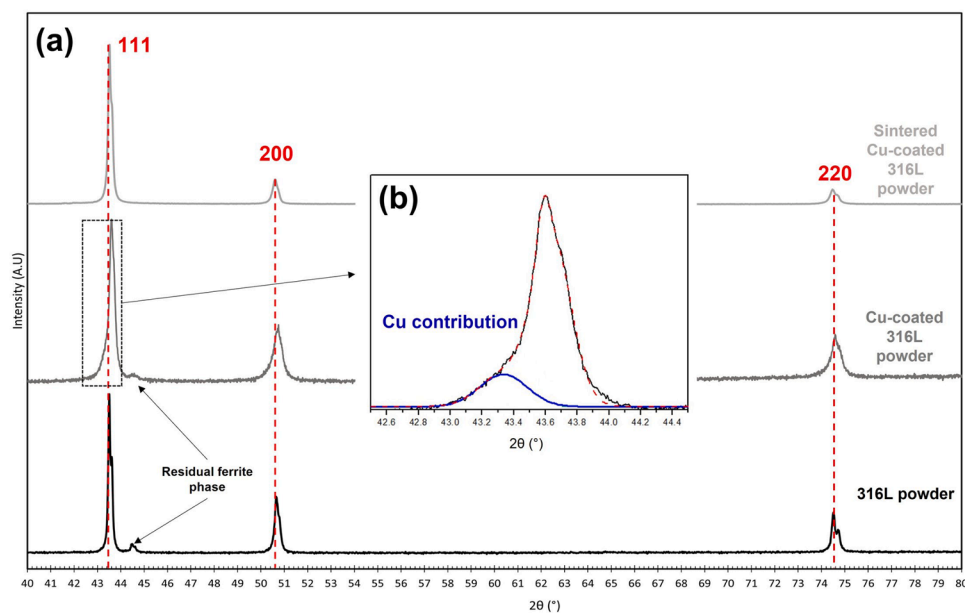 (a)
111
200
220
Sintered
Cu-coated
316L
powder
(b)
Cu contribution
42.6 42.8 43.0 43.2 43.4 43.6 43.8 44.0 44.2 44.4
2θ (°)
Cu-coated
316L
powder
Residual ferrite
phase
316L powder
Intensity (A.U)
40 41 42 43 44 45 46 47 48 49 50 51 52 53 54 55 56 57 58 59 60 61 62 63 64 65 66 67 68 69 70 71 72 73 74 75 76 77 78 79 80
2θ (°)